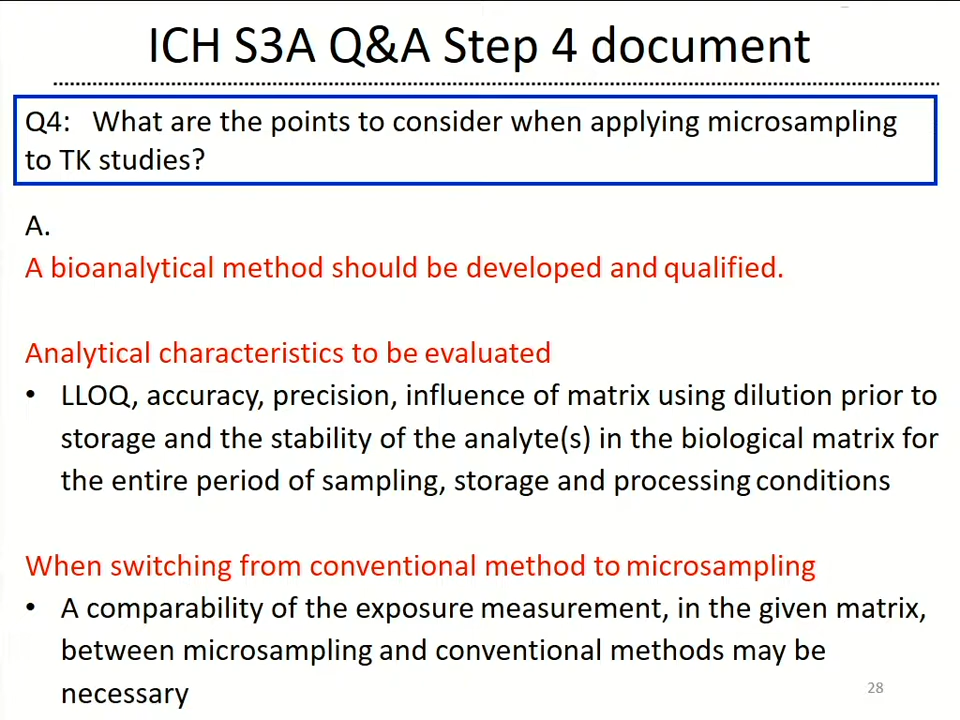 ICH S3A Q&A Step 4 document
Q4: What are the points to consider when applying microsampling
to TK studies?
A.
A bioanalytical method should be developed and qualified.
Analytical characteristics to be evaluated
• LLOQ, accuracy, precision, influence of matrix using dilution prior to
storage and the stability of the analyte(s) in the biological matrix for
the entire period of sampling, storage and processing conditions
When switching from conventional method to microsampling
• A comparability of the exposure measurement, in the given matrix,
between microsampling and conventional methods may be
necessary
28